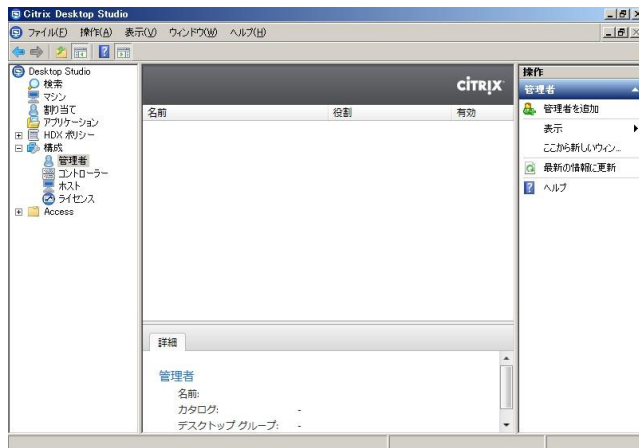 Citrix Desktop Studio
ファイル(F) 操作(A) 表示(V) ウィンドウ(W) ヘルプ(H)
Desktop Studio
検索
マシン
割り当て
アプリケーション
HDX ポリシー
構成
管理者
コントローラー
ホスト
ライセンス
Access
CITRIX
名前 役割 有効
詳細
管理者
名前:
カタログ: -
デスクトップ グループ: -
操作
管理者
管理者を追加
表示
ここから新しいウィン...
最新の情報に更新
ヘルプ